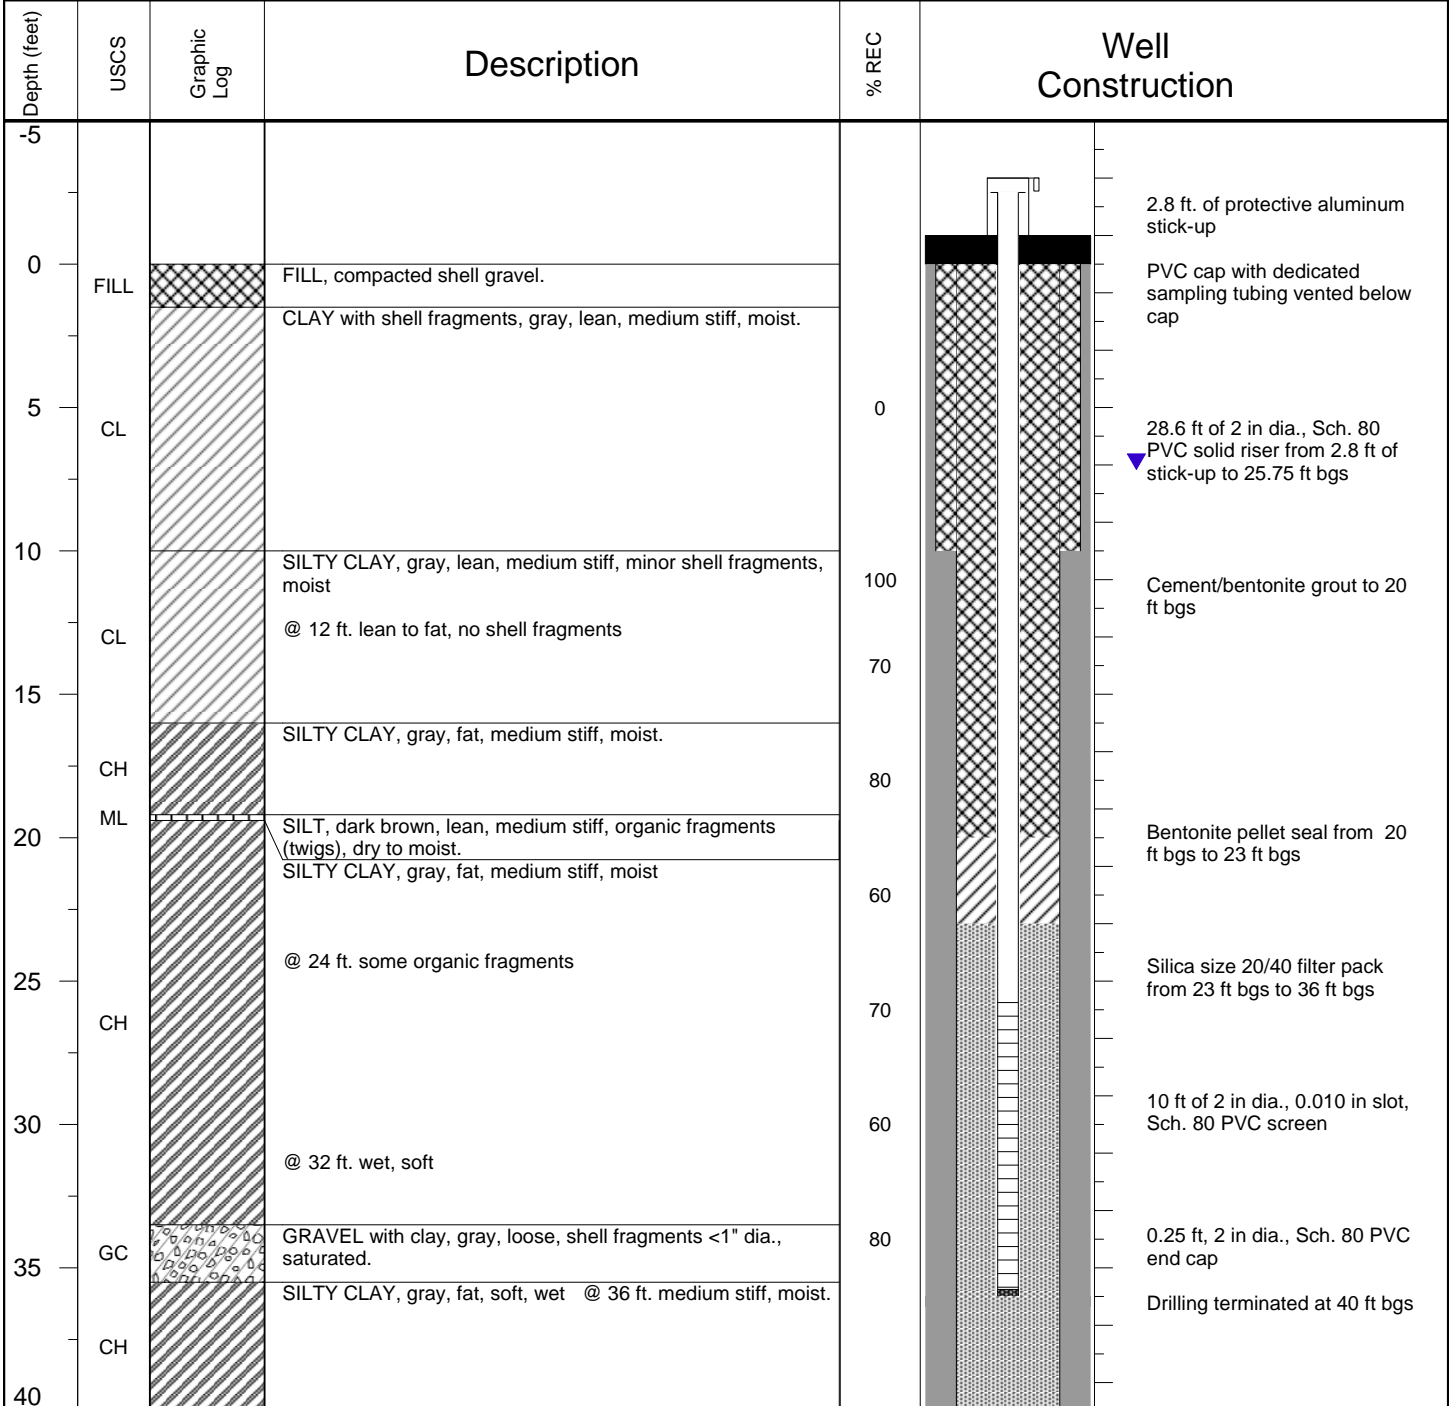 Depth (feet)
USCS
Graphic
Log
Description
% REC
Well
Construction
-5
2.8 ft. of protective aluminum
stick-up
0
FILL
FILL, compacted shell gravel.
PVC cap with dedicated
sampling tubing vented below
cap
CLAY with shell fragments, gray, lean, medium stiff, moist.
5
CL
0
28.6 ft of 2 in dia., Sch. 80
PVC solid riser from 2.8 ft of
stick-up to 25.75 ft bgs
10
SILTY CLAY, gray, lean, medium stiff, minor shell fragments,
moist
100
Cement/bentonite grout to 20
ft bgs
CL
@ 12 ft. lean to fat, no shell fragments
70
15
SILTY CLAY, gray, fat, medium stiff, moist.
CH
80
ML
20
SILT, dark brown, lean, medium stiff, organic fragments
(twigs), dry to moist.
Bentonite pellet seal from  20
ft bgs to 23 ft bgs
SILTY CLAY, gray, fat, medium stiff, moist
60
@ 24 ft. some organic fragments
Silica size 20/40 filter pack
from 23 ft bgs to 36 ft bgs
25
CH
70
30
60
10 ft of 2 in dia., 0.010 in slot,
Sch. 80 PVC screen
@ 32 ft. wet, soft
GC
GRAVEL with clay, gray, loose, shell fragments <1" dia.,
saturated.
80
0.25 ft, 2 in dia., Sch. 80 PVC
end cap
35
SILTY CLAY, gray, fat, soft, wet   @ 36 ft. medium stiff, moist.
Drilling terminated at 40 ft bgs
CH
40